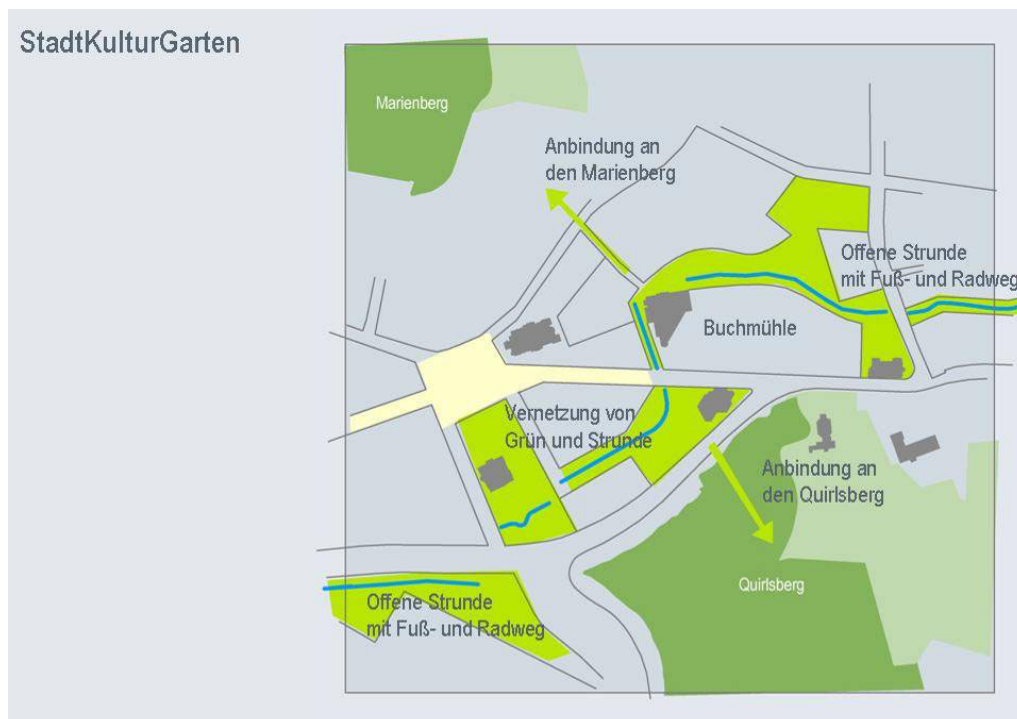 StadtKulturGarten
Marienberg
Anbindung an
den Marienberg
Offene Strunde
mit Fuß- und Radweg
Buchmühle
Vernetzung von
Grün und Strunde
Anbindung an
den Quirlsberg
Quirlsberg
Offene Strunde
mit Fuß- und Radweg